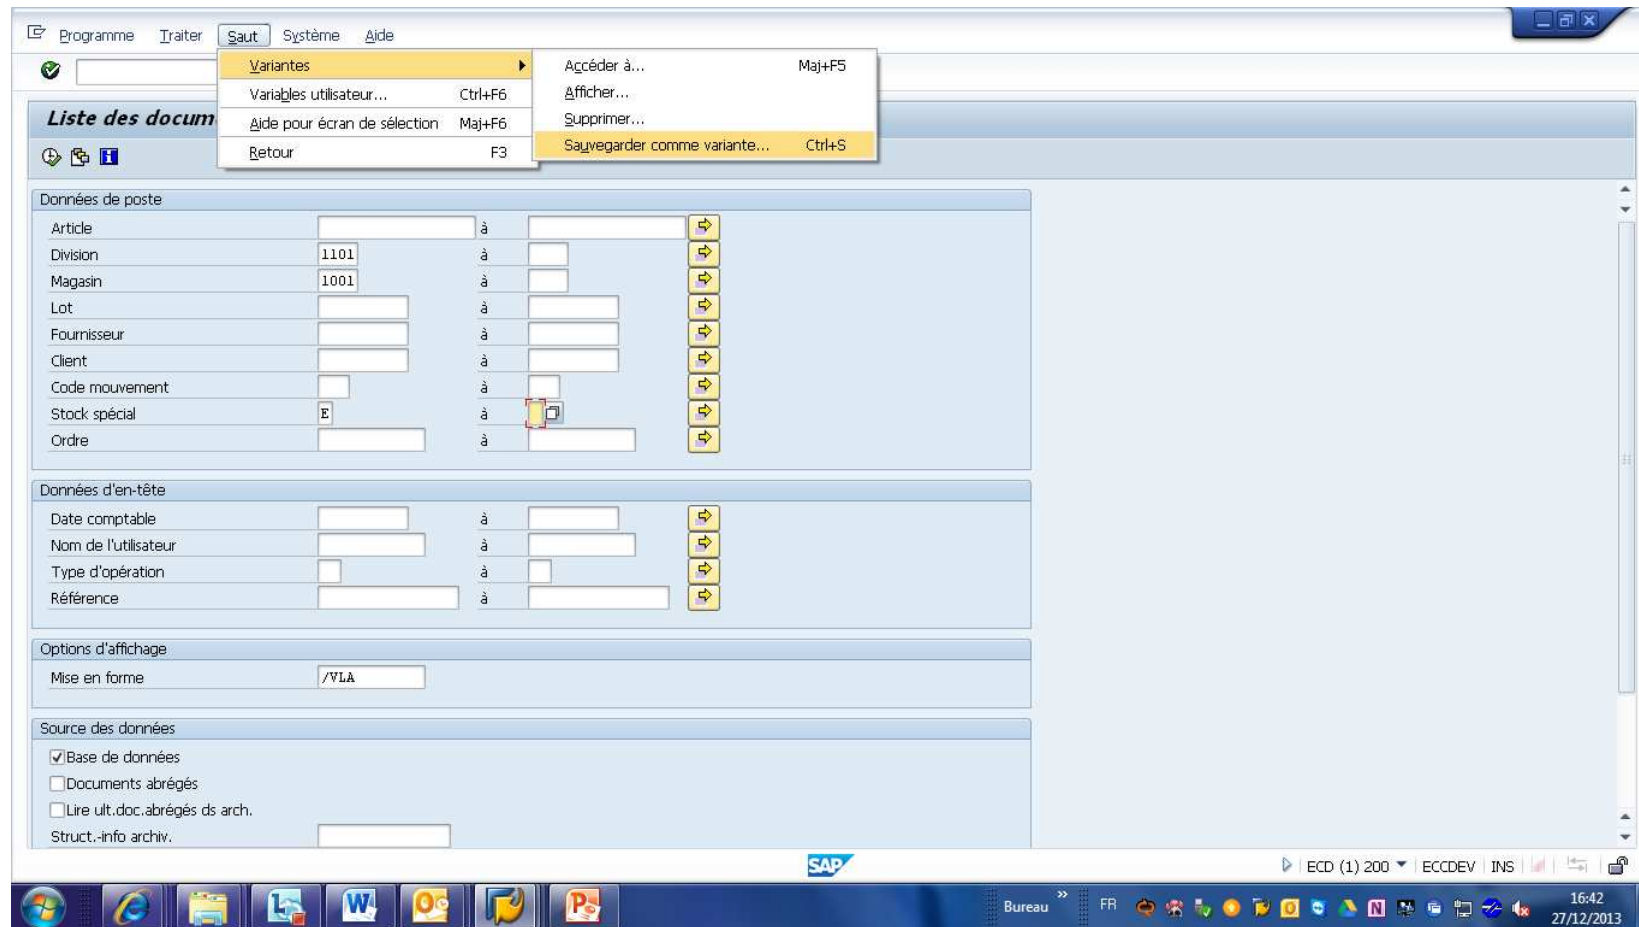 Programme Traiter Saut Système Aide
Variantes
Variables utilisateur... Ctrl+F6
Aide pour écran de sélection Maj+F6
Retour F3
Accéder à... Maj+F5
Afficher...
Supprimer...
Sauvegarder comme variante... Ctrl+S
Liste des docum
Données de poste
Article à
Division 1101 à
Magasin 1001 à
Lot à
Fournisseur à
Client à
Code mouvement à
Stock spécial E à
Ordre à
Données d'en-tête
Date comptable à
Nom de l'utilisateur à
Type d'opération à
Référence à
Options d'affichage
Mise en forme /VLA
Source des données
Base de données
Documents abrégés
Lire ult.doc.abrégés ds arch.
Struct.-info archiv.
SAP
ECD (1) 200 ECCDEV INS
Bureau » FR 16:42
27/12/2013